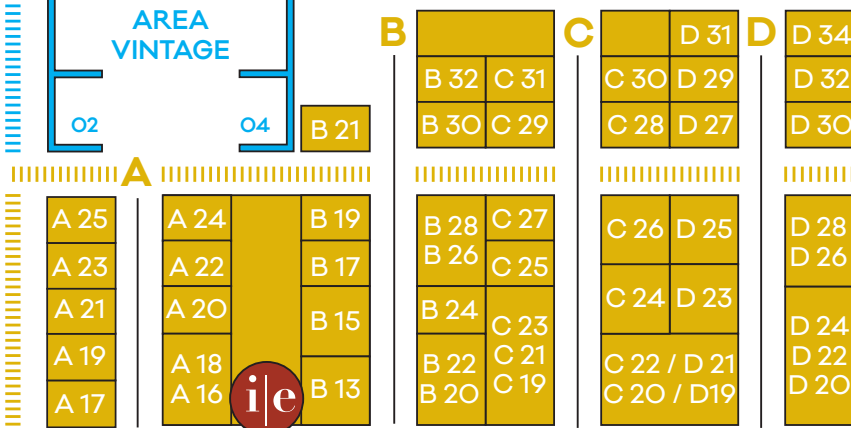 AREA
VINTAGE
O2
O4
B 21
B
B 32
C 31
B 30
C 29
C
D 31
C 30
D 29
C 28
D 27
D
D 34
D 32
D 30
A
A 25
A 23
A 21
A 19
A 17
A 24
A 22
A 20
A 18
A 16
i|e
B 19
B 17
B 15
B 13
B 28
B 26
B 24
B 22
B 20
C 27
C 25
C 23
C 21
C 19
C 26
D 25
C 24
D 23
C 22 / D 21
C 20 / D19
D 28
D 26
D 24
D 22
D 20